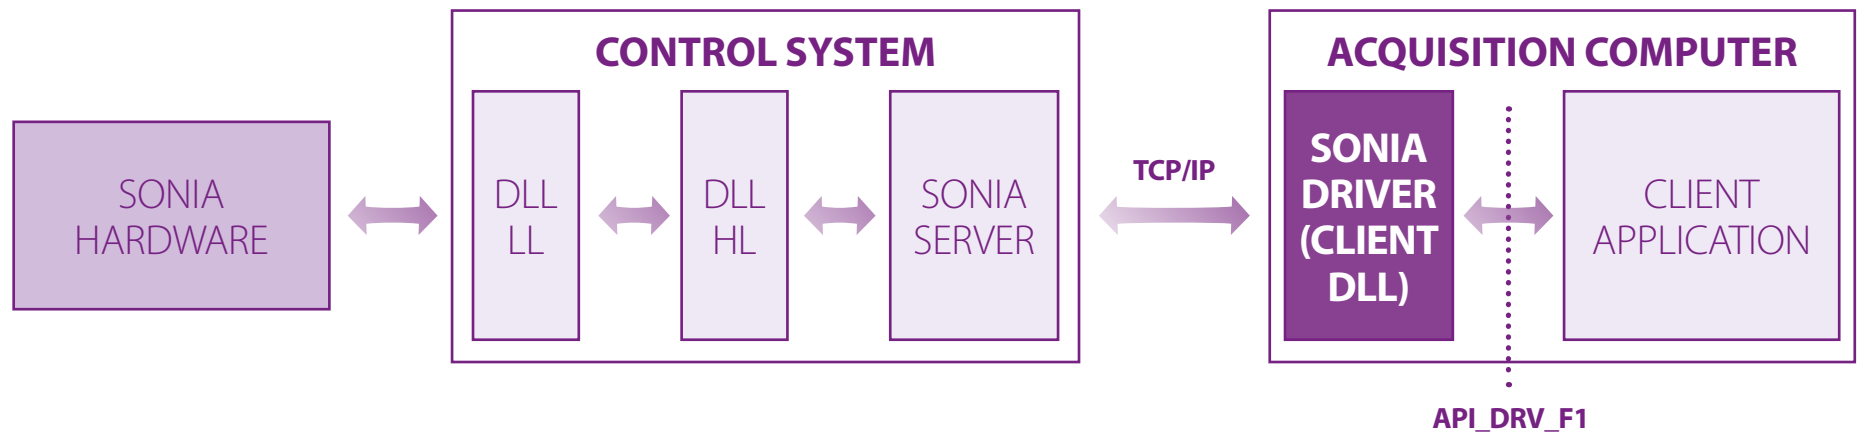 CONTROL SYSTEM
ACQUISITION COMPUTER
SONIA
HARDWARE
DLL
LL
DLL
HL
SONIA
SERVER
TCP/IP
SONIA
DRIVER
(CLIENT
DLL)
CLIENT
APPLICATION
API_DRV_F1